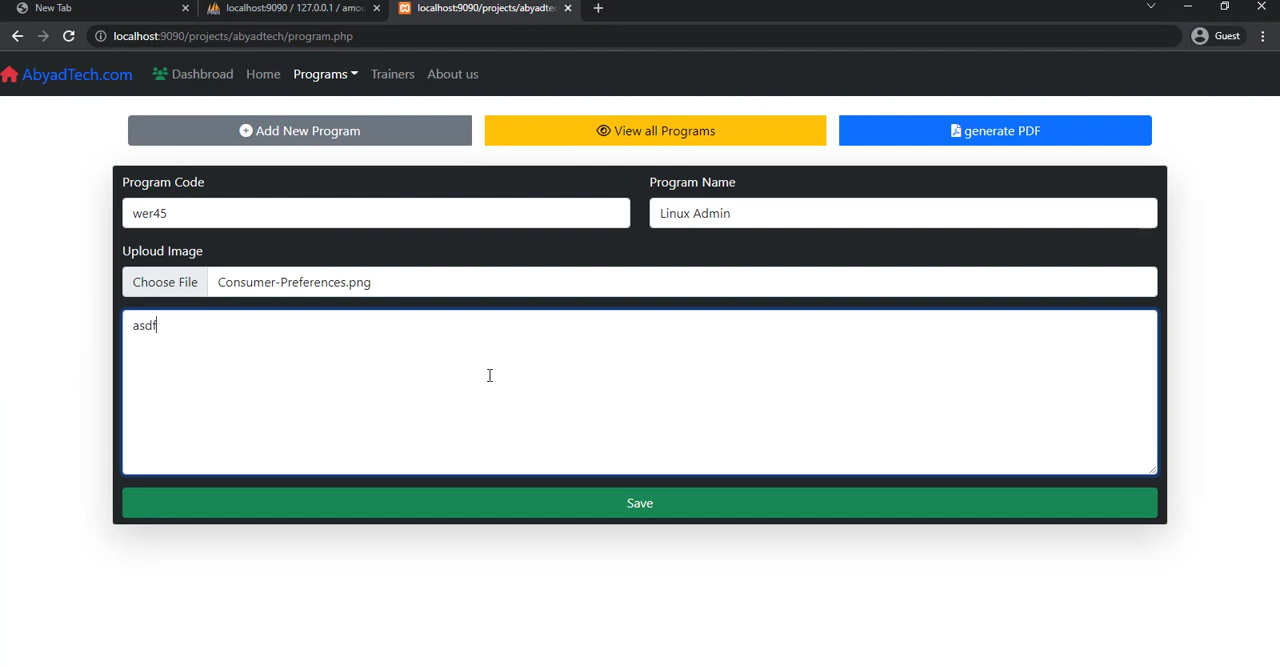 New Tab
localhost:9090 / 127.0.0.1 / amou
localhost:9090/projects/abyadtec
localhost:9090/projects/abyadtech/program.php
Guest
AbyadTech.com
Dashbroad
Home
Programs
Trainers
About us
Add New Program
View all Programs
generate PDF
Program Code
Program Name
wer45
Linux Admin
Uploud Image
Choose File
Consumer-Preferences.png
asdf
Save